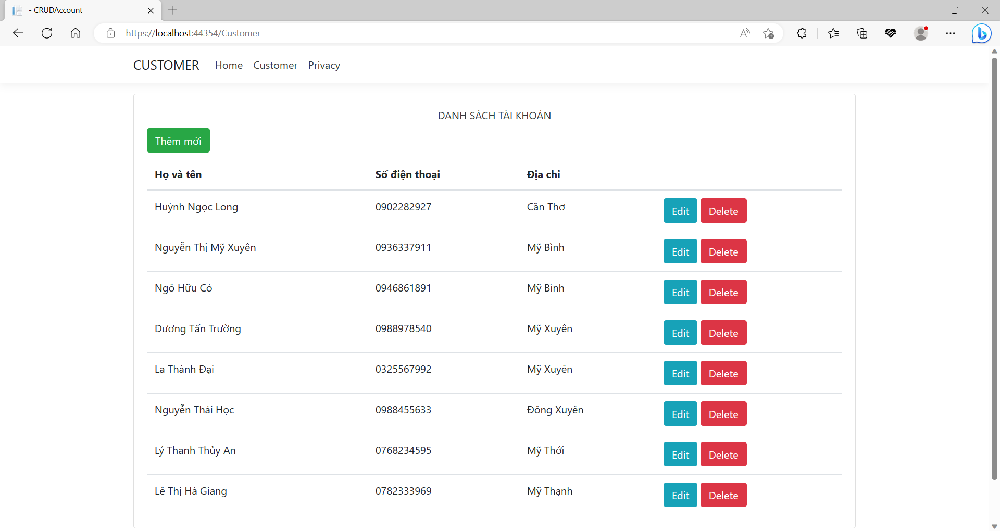 - CRUDAccount
https://localhost:44354/Customer
CUSTOMER Home Customer Privacy
DANH SÁCH TÀI KHOẢN
Thêm mới
Họ và tên Số điện thoại Địa chỉ
Huỳnh Ngọc Long 0902282927 Cần Thơ Edit Delete
Nguyễn Thị Mỹ Xuyên 0936337911 Mỹ Bình Edit Delete
Ngô Hữu Có 0946861891 Mỹ Bình Edit Delete
Dương Tấn Trường 0988978540 Mỹ Xuyên Edit Delete
La Thành Đại 0325567992 Mỹ Xuyên Edit Delete
Nguyễn Thái Học 0988455633 Đông Xuyên Edit Delete
Lý Thanh Thủy An 0768234595 Mỹ Thới Edit Delete
Lê Thị Hà Giang 0782333969 Mỹ Thạnh Edit Delete